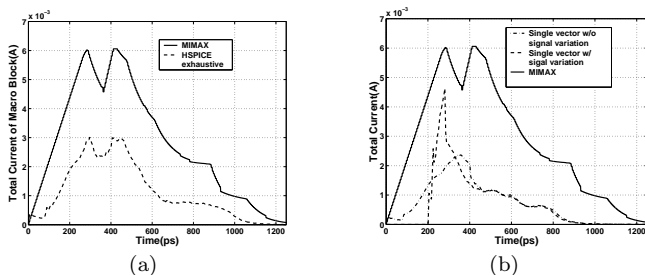 x 10⁻³
7
6
5
4
3
2
1
0
0 200 400 600 800 1000 1200
Total Current of Macro Block(A)
Time(ps)
MIMAX
HSPICE
exhaustive
(a)
x 10⁻³
7
6
5
4
3
2
1
0
0 200 400 600 800 1000 1200
Total Current(A)
Time(ps)
Single vector w/o
signal variation
Single vector w/
sigal variation
MIMAX
(b)